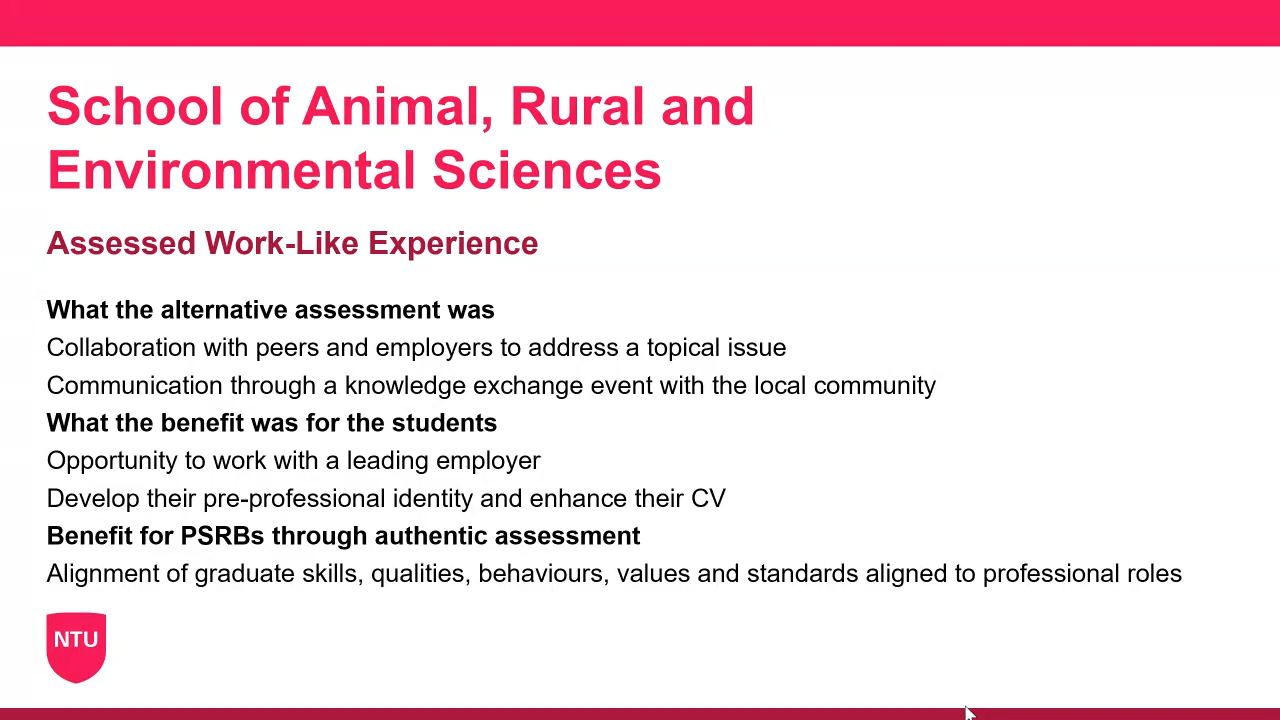 School of Animal, Rural and
Environmental Sciences
Assessed Work-Like Experience
What the alternative assessment was
Collaboration with peers and employers to address a topical issue
Communication through a knowledge exchange event with the local community
What the benefit was for the students
Opportunity to work with a leading employer
Develop their pre-professional identity and enhance their CV
Benefit for PSRBs through authentic assessment
Alignment of graduate skills, qualities, behaviours, values and standards aligned to professional roles
NTU